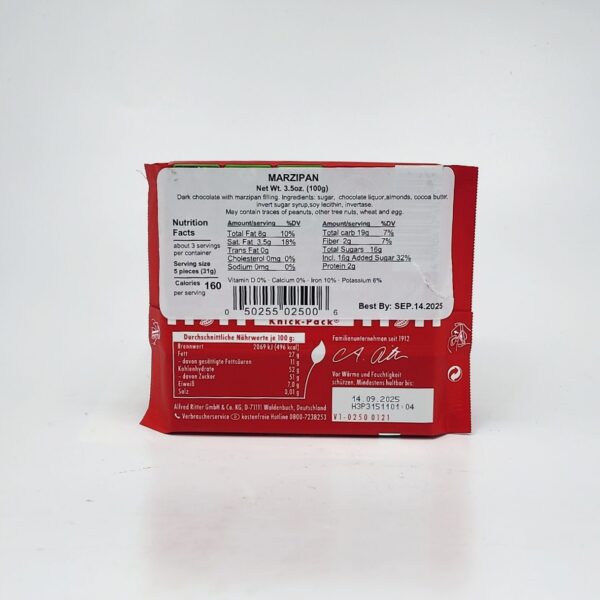 MARZIPAN
Net Wt. 3.5oz. (100g)
Dark chocolate with marzipan filling. Ingredients: sugar, chocolate liquor,almonds, cocoa butter,
invert sugar syrup,soy lecithin, invertase.
May contain traces of peanuts, other tree nuts, wheat and egg.
Nutrition
Facts
about 3 servings
per container
Serving size
5 pieces (31g)
Calories 160
per serving
Amount/serving %DV
Total Fat 8g 10%
Sat. Fat 3.5g 18%
Trans Fat 0g
Cholesterol 0mg 0%
Sodium 0mg 0%
Amount/serving %DV
Total carb 19g 7%
Fiber 2g 7%
Total Sugars 16g
Incl. 16g Added Sugar 32%
Protein 2g
Vitamin D 0% · Calcium 0% · Iron 10% · Potassium 6%
0 50255 02500 6
Best By: SEP.14.2025
Knick-Pack®
Durchschnittliche Nährwerte je 100 g:
Brennwert 2069 kJ (496 kcal)
Fett 27 g
- davon gesättigte Fettsäuren 11 g
Kohlenhydrate 52 g
- davon Zucker 51 g
Eiweiß 7,0 g
Salz 0,01 g
Alfred Ritter GmbH & Co. KG, D-71111 Waldenbuch, Deutschland
Verbraucherservice kostenfreie Hotline 0800-7238253
Familienunternehmen seit 1912
Vor Wärme und Feuchtigkeit
schützen. Mindestens haltbar bis:
14.09.2025
H3P3151101:04
V1-0250 0121